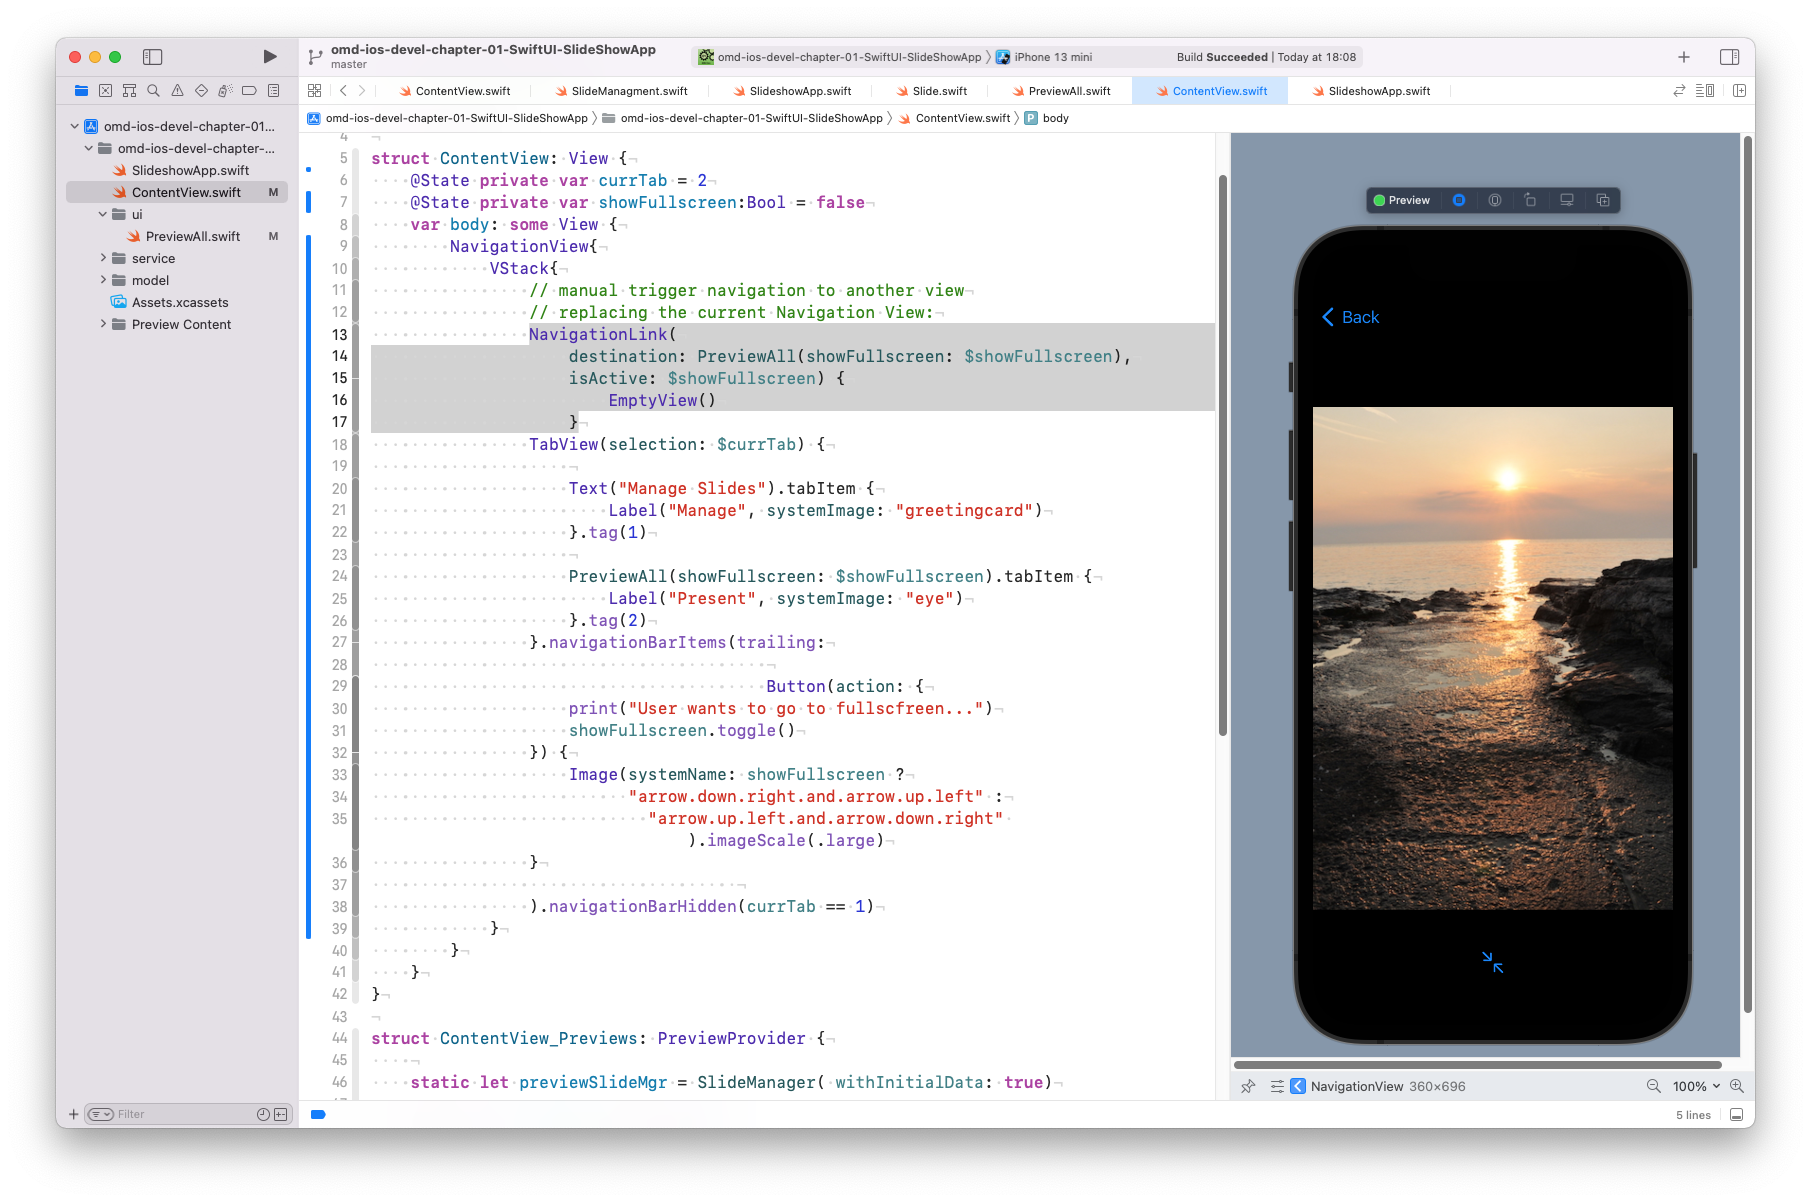 omd-ios-devel-chapter-01-SwiftUI-SlideShowApp
master
omd-ios-devel-chapter-01-SwiftUI-SlideShowApp 〉 iPhone 13 mini
Build Succeeded | Today at 18:08
ContentView.swift
SlideManagment.swift
SlideshowApp.swift
Slide.swift
PreviewAll.swift
ContentView.swift
SlideshowApp.swift
omd-ios-devel-chapter-01-SwiftUI-SlideShowApp 〉 omd-ios-devel-chapter-01-SwiftUI-SlideShowApp 〉 ContentView.swift 〉 P body
omd-ios-devel-chapter-01...
omd-ios-devel-chapter-...
SlideshowApp.swift
ContentView.swift M
ui
PreviewAll.swift M
service
model
Assets.xcassets
Preview Content
Filter
4
5 struct ContentView: View {
6 @State private var currTab = 2
7 @State private var showFullscreen:Bool = false
8 var body: some View {
9 NavigationView{
10 VStack{
11 // manual trigger navigation to another view
12 // replacing the current Navigation View:
13 NavigationLink(
14 destination: PreviewAll(showFullscreen: $showFullscreen),
15 isActive: $showFullscreen) {
16 EmptyView()
17 }
18 TabView(selection: $currTab) {
19
20 Text("Manage Slides").tabItem {
21 Label("Manage", systemImage: "greetingcard")
22 }.tag(1)
23
24 PreviewAll(showFullscreen: $showFullscreen).tabItem {
25 Label("Present", systemImage: "eye")
26 }.tag(2)
27 }.navigationBarItems(trailing:
28
29 Button(action: {
30 print("User wants to go to fullscfreen...")
31 showFullscreen.toggle()
32 }) {
33 Image(systemName: showFullscreen ?
34 "arrow.down.right.and.arrow.up.left" :
35 "arrow.up.left.and.arrow.down.right"
).imageScale(.large)
36 }
37
38 ).navigationBarHidden(currTab == 1)
39 }
40 }
41 }
42 }
43
44 struct ContentView_Previews: PreviewProvider {
45
46 static let previewSlideMgr = SlideManager( withInitialData: true)
Preview
Back
NavigationView 360×696
100%
5 lines